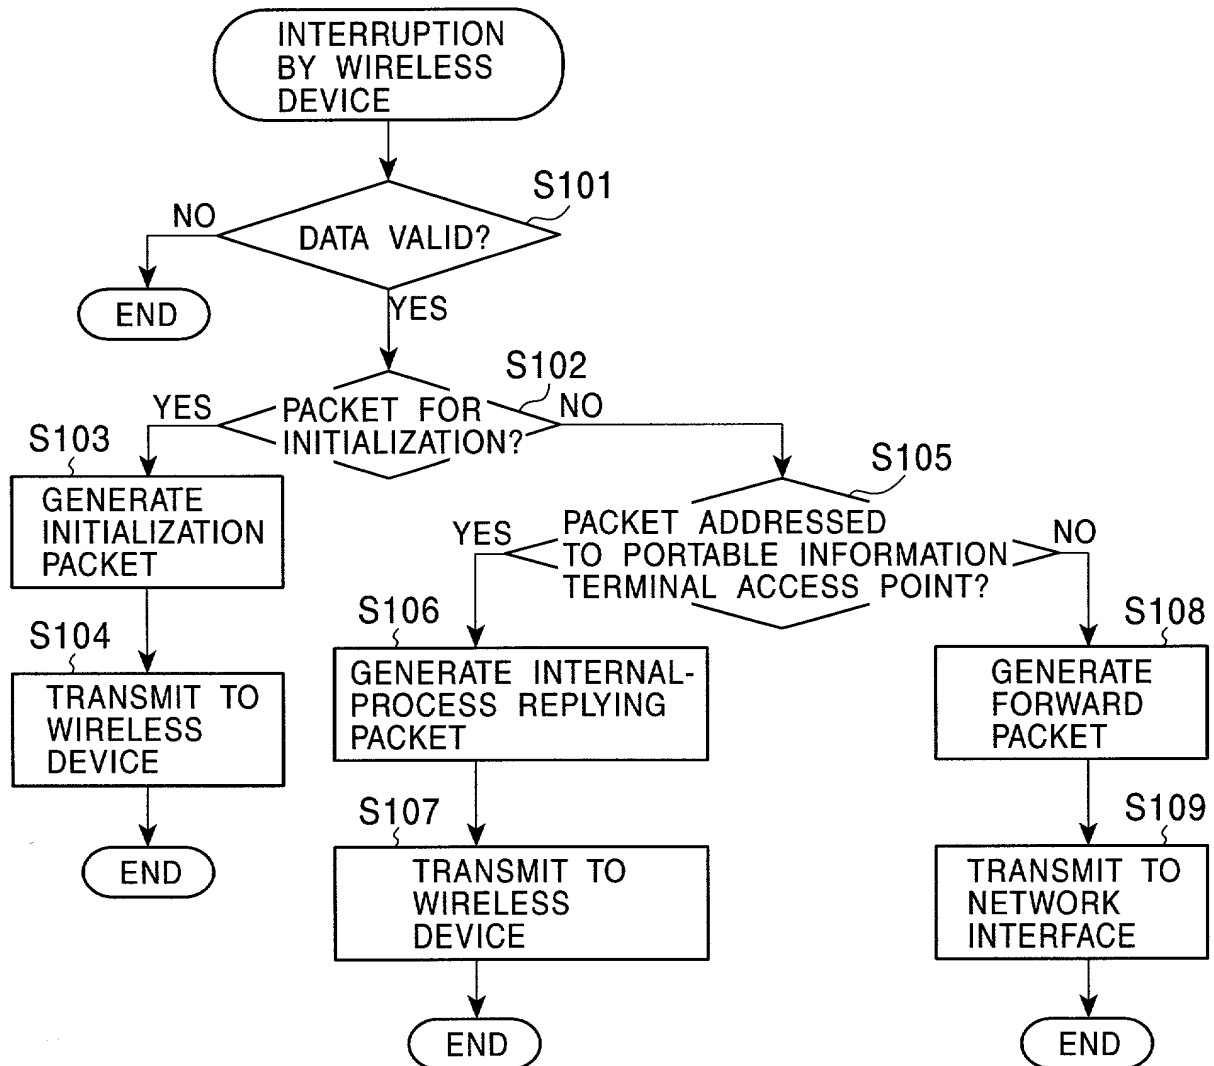 INTERRUPTION
BY WIRELESS
DEVICE
S101
NO
DATA VALID?
END
YES
S102
YES
PACKET FOR
INITIALIZATION?
NO
S103
GENERATE
INITIALIZATION
PACKET
S105
YES
PACKET ADDRESSED
TO PORTABLE INFORMATION
TERMINAL ACCESS POINT?
NO
S104
TRANSMIT TO
WIRELESS
DEVICE
S106
GENERATE INTERNAL-
PROCESS REPLYING
PACKET
S108
GENERATE
FORWARD
PACKET
END
S107
TRANSMIT TO
WIRELESS
DEVICE
S109
TRANSMIT TO
NETWORK
INTERFACE
END
END